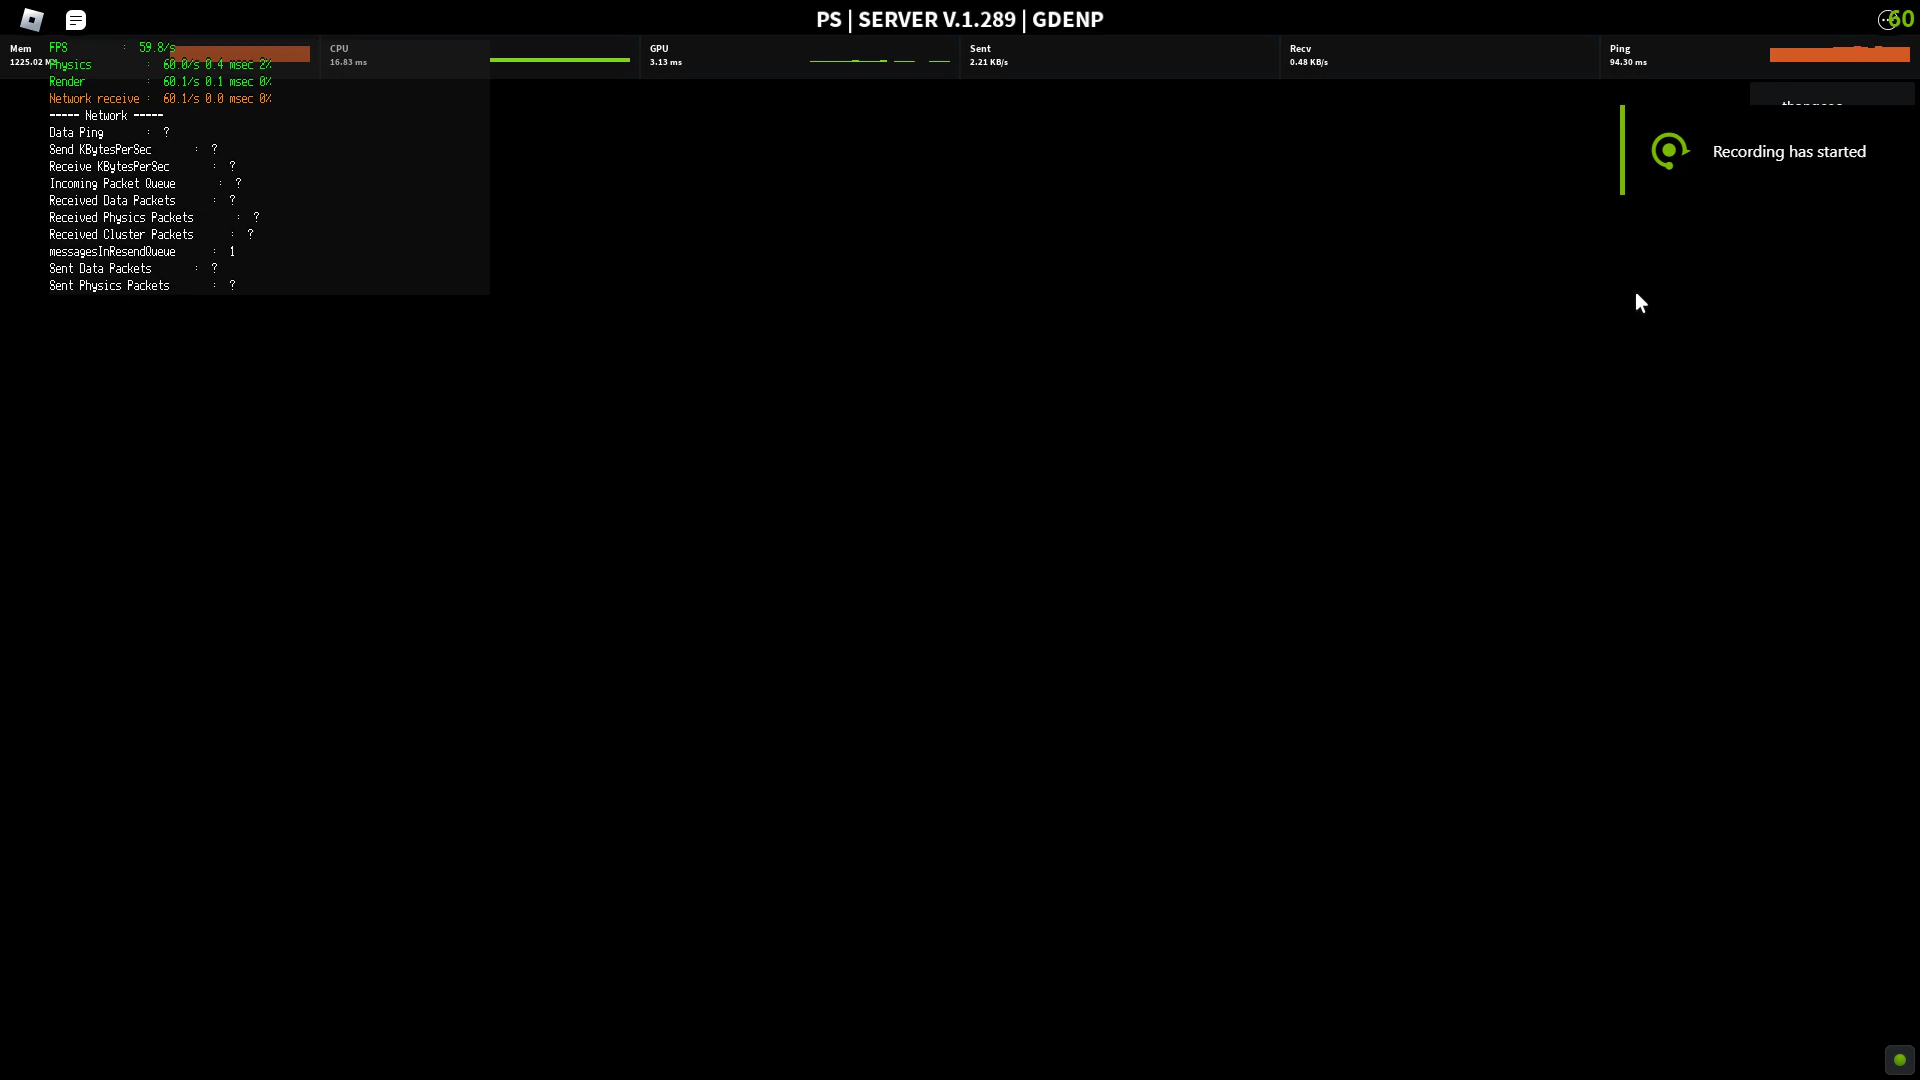 PS | SERVER V.1.289 | GDENP
60
Mem
1225.02 M
FPS : 59.8/s
CPU
16.83 ms
GPU
3.13 ms
Sent
2.21 KB/s
Recv
0.48 KB/s
Ping
94.30 ms
Physics : 60.0/s 0.4 msec 2%
Render : 60.1/s 0.1 msec 0%
Network receive : 60.1/s 0.0 msec 0%
----- Network -----
Data Ping : ?
Send KBytesPerSec : ?
Receive KBytesPerSec : ?
Incoming Packet Queue : ?
Received Data Packets : ?
Received Physics Packets : ?
Received Cluster Packets : ?
messagesInResendQueue : 1
Sent Data Packets : ?
Sent Physics Packets : ?
Recording has started